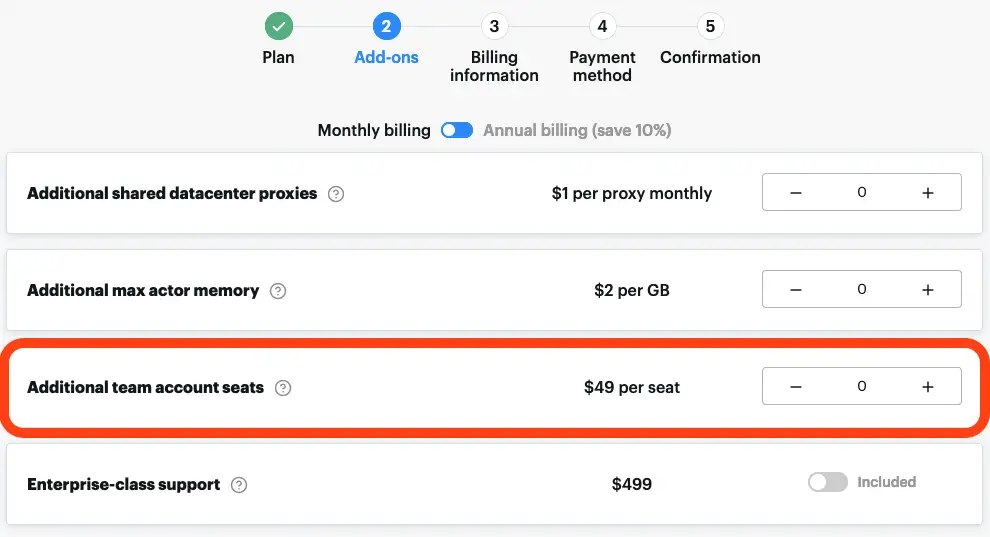 2 3 4 5
Plan Add-ons Billing information Payment method Confirmation
Monthly billing Annual billing (save 10%)
Additional shared datacenter proxies ? $1 per proxy monthly − 0 +
Additional max actor memory ? $2 per GB − 0 +
Additional team account seats ? $49 per seat − 0 +
Enterprise-class support ? $499 Included